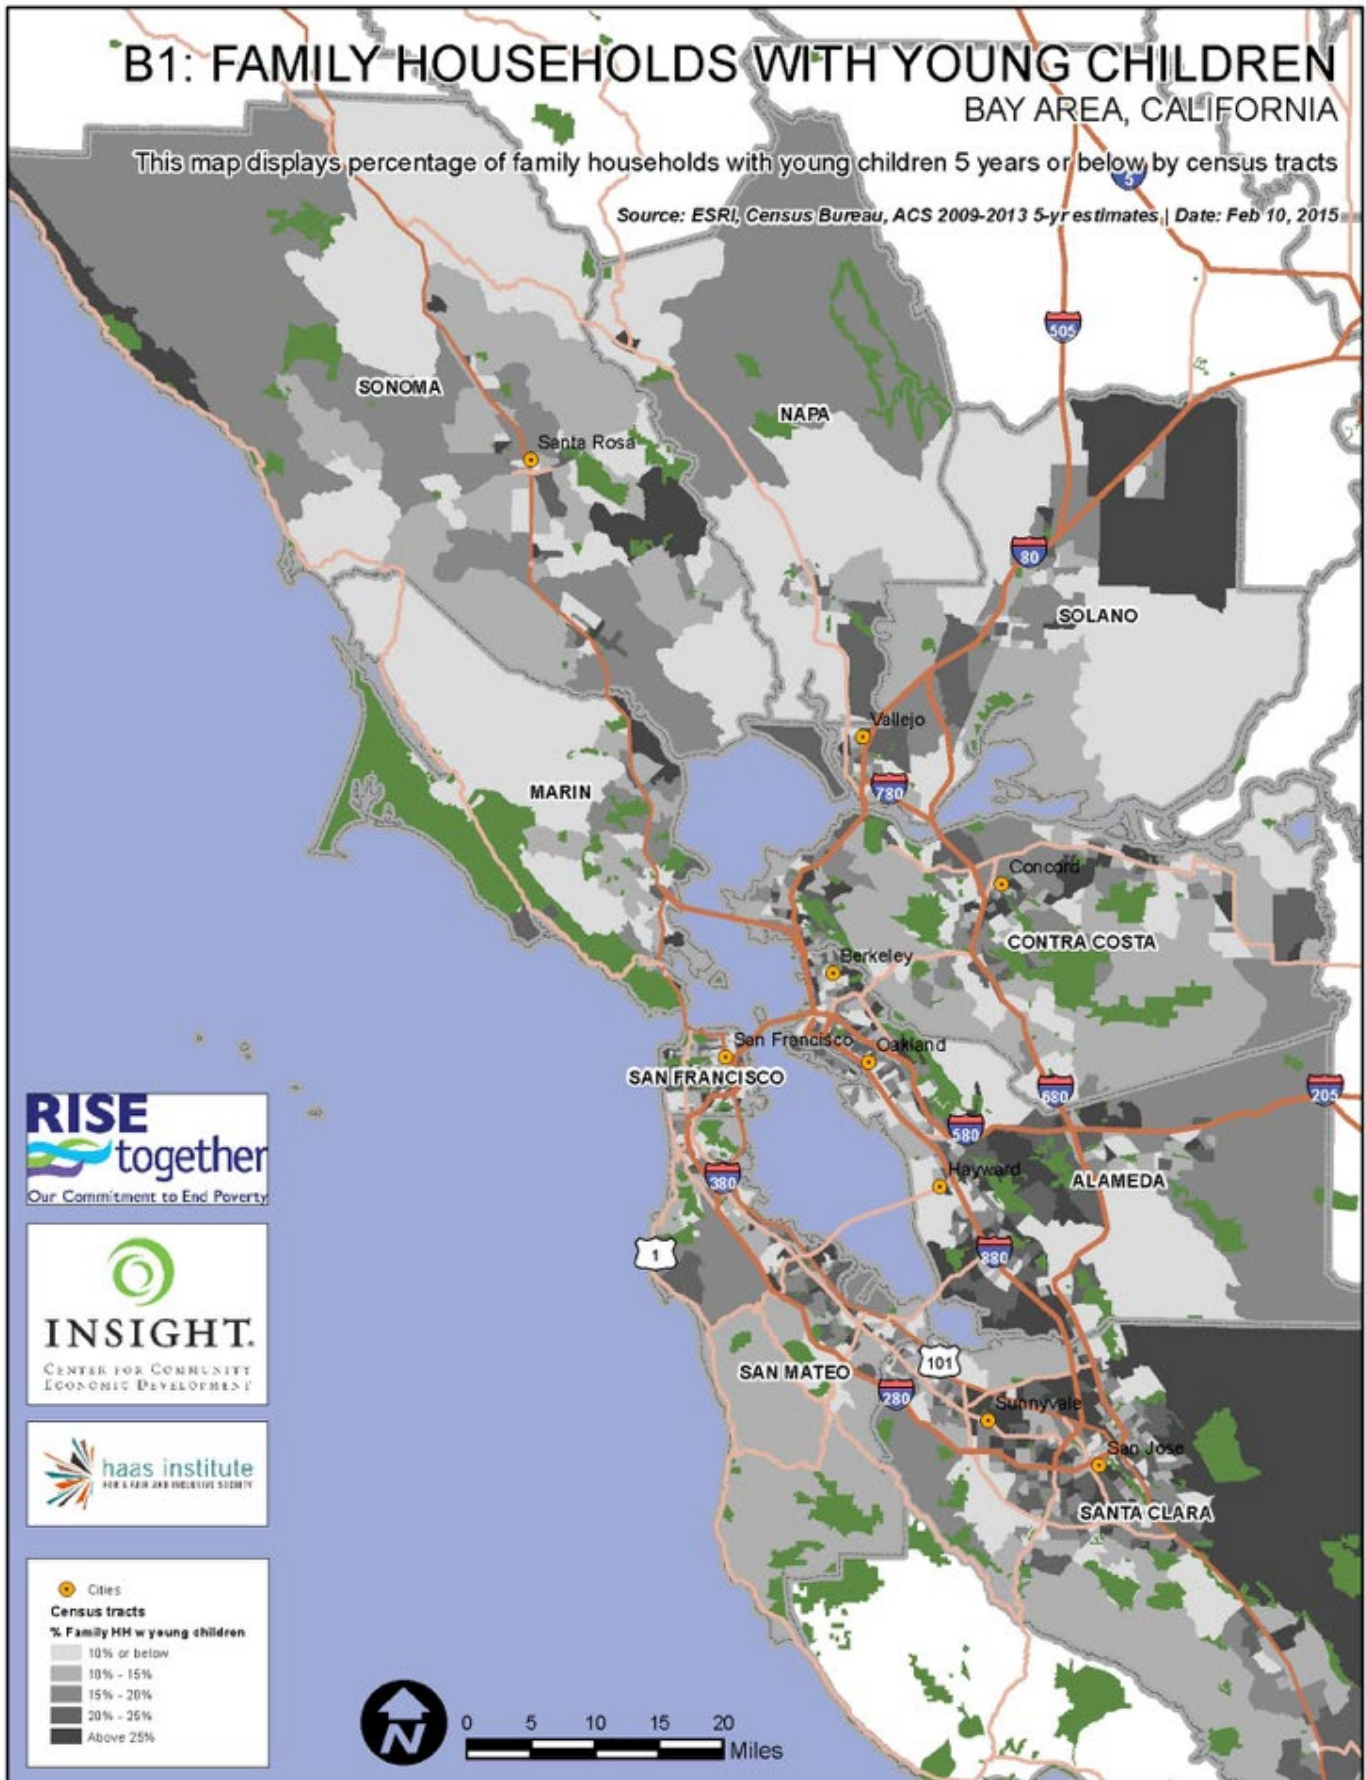 B1: FAMILY HOUSEHOLDS WITH YOUNG CHILDREN
BAY AREA, CALIFORNIA
This map displays percentage of family households with young children 5 years or below by census tracts
5
Source: ESRI, Census Bureau, ACS 2009-2013 5-yr estimates | Date: Feb 10, 2015
505
SONOMA
NAPA
Santa Rosa
80
SOLANO
Vallejo
780
MARIN
Concord
CONTRA COSTA
Berkeley
San Francisco
Oakland
SAN FRANCISCO
680
205
580
Hayward
380
ALAMEDA
1
880
101
SAN MATEO
280
Sunnyvale
San Jose
SANTA CLARA
RISE
together
Our Commitment to End Poverty
INSIGHT.
CENTER FOR COMMUNITY
ECONOMIC DEVELOPMENT
haas institute
FOR A FAIR AND INCLUSIVE SOCIETY
Cities
Census tracts
% Family HH w young children
10% or below
10% - 15%
15% - 20%
20% - 25%
Above 25%
N
0 5 10 15 20
Miles